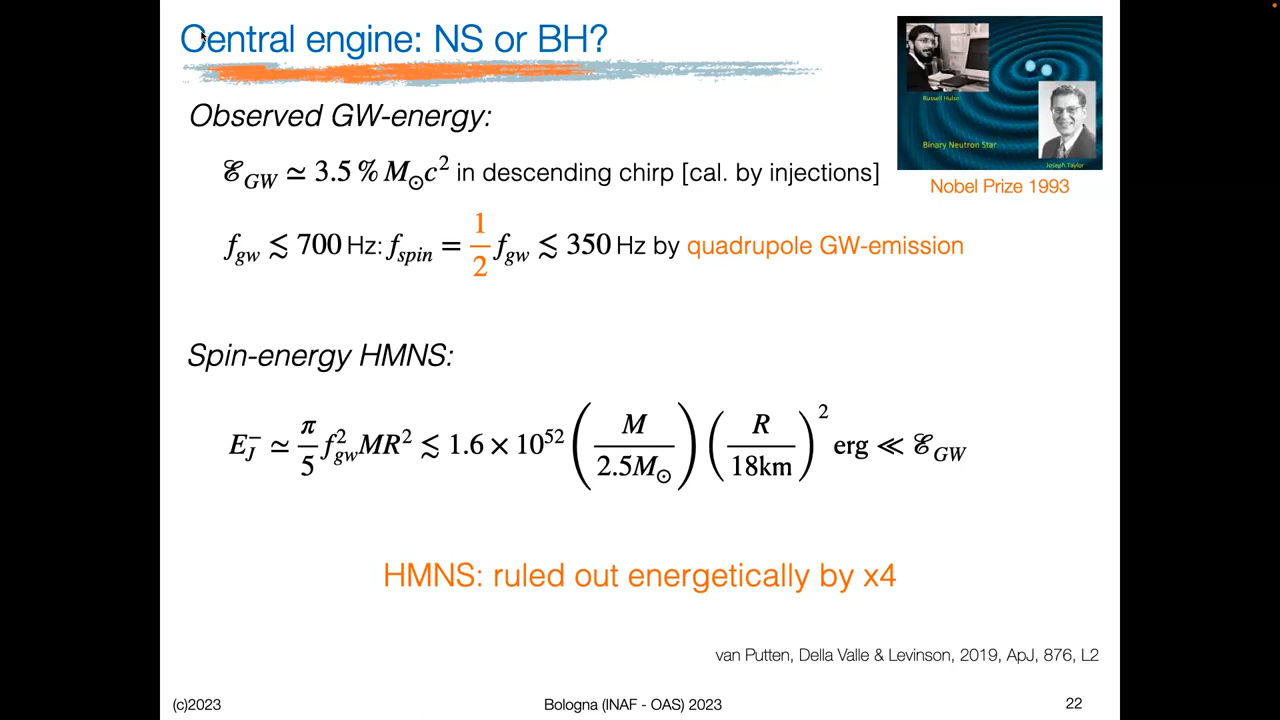 Central engine: NS or BH?
Russell Hulse
Binary Neutron Star
Joseph Taylor
Nobel Prize 1993
Observed GW-energy:
ℰ_GW ≃ 3.5 % M_⊙c² in descending chirp [cal. by injections]
f_gw ≲ 700 Hz: f_spin = 1/2 f_gw ≲ 350 Hz by quadrupole GW-emission
Spin-energy HMNS:
E_J^- ≃ π/5 f_gw² MR² ≲ 1.6 × 10⁵² (M/2.5M_⊙) (R/18km)² erg ≪ ℰ_GW
HMNS: ruled out energetically by x4
van Putten, Della Valle & Levinson, 2019, ApJ, 876, L2
(c)2023 Bologna (INAF - OAS) 2023 22